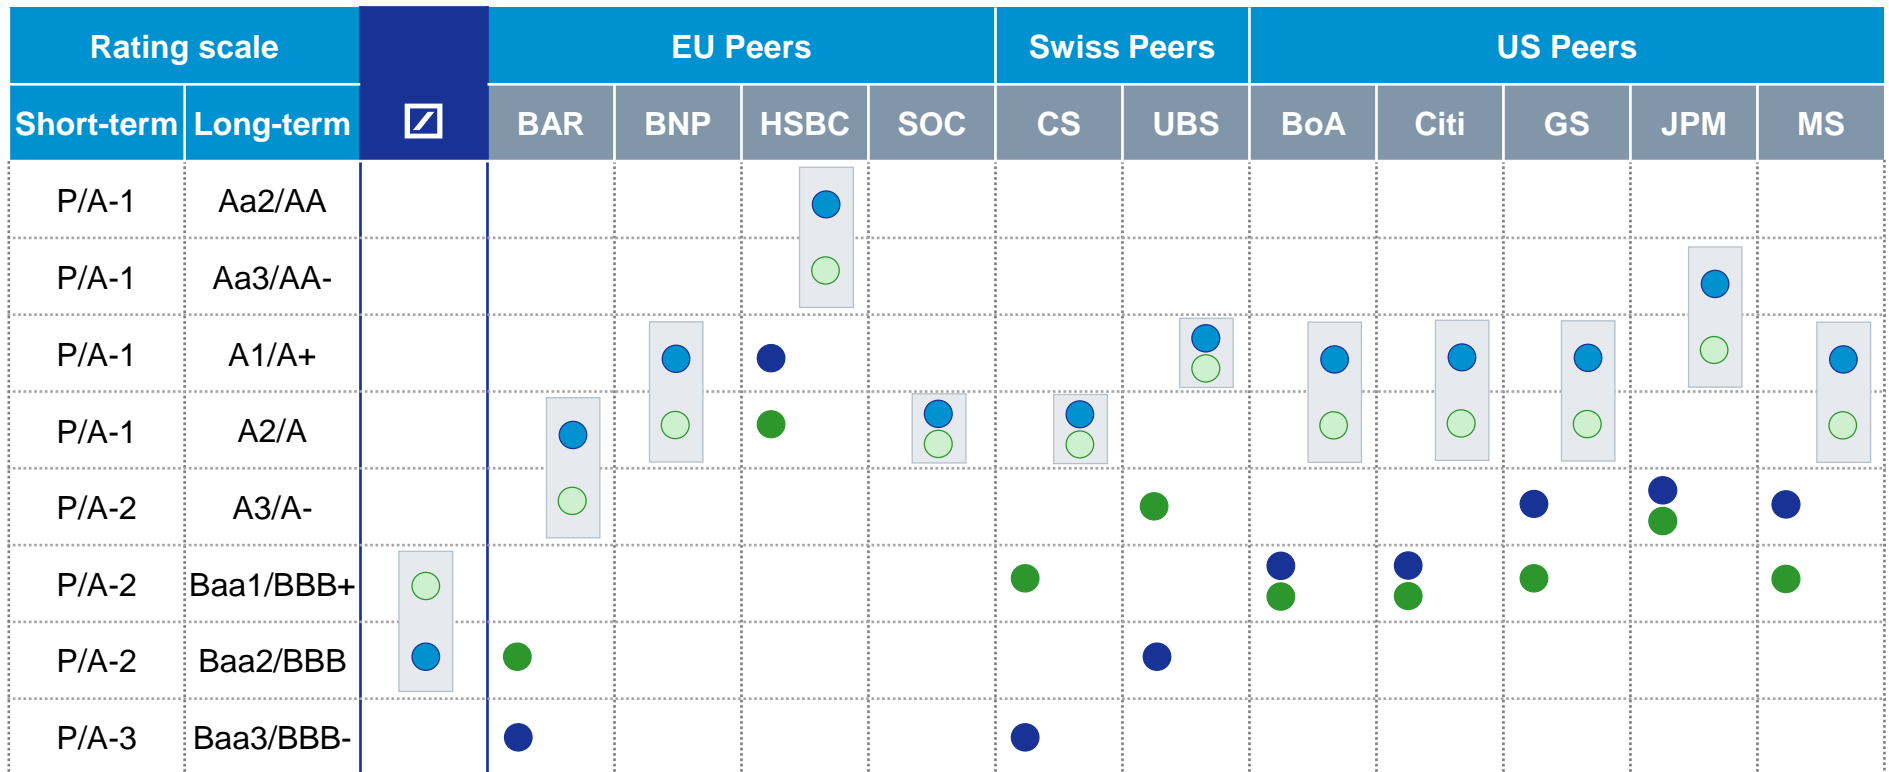 Rating scale EU Peers Swiss Peers US Peers
Short-term Long-term BAR BNP HSBC SOC CS UBS BoA Citi GS JPM MS
P/A-1 Aa2/AA
P/A-1 Aa3/AA-
P/A-1 A1/A+
P/A-1 A2/A
P/A-2 A3/A-
P/A-2 Baa1/BBB+
P/A-2 Baa2/BBB
P/A-3 Baa3/BBB-